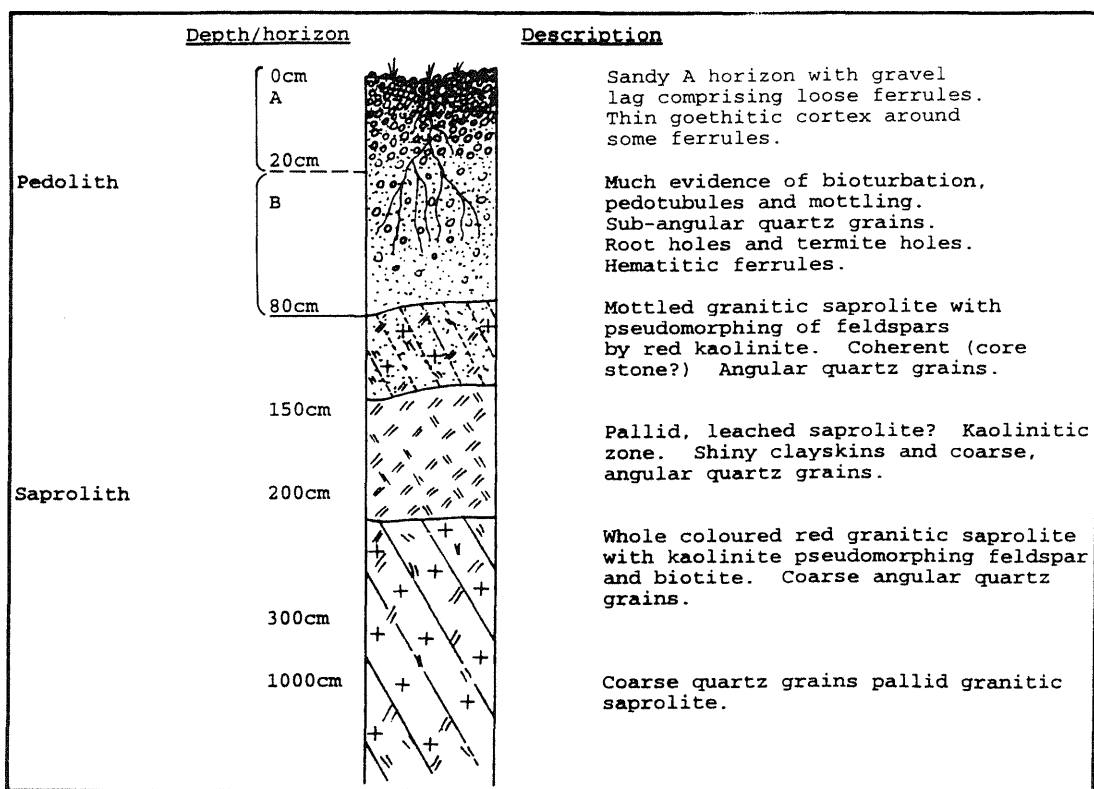 Depth/horizon Description
0cm
A
20cm
Pedolith
B
80cm
150cm
Saprolith
200cm
300cm
1000cm
Sandy A horizon with gravel
lag comprising loose ferrules.
Thin goethitic cortex around
some ferrules.
Much evidence of bioturbation,
pedotubules and mottling.
Sub-angular quartz grains.
Root holes and termite holes.
Hematitic ferrules.
Mottled granitic saprolite with
pseudomorphing of feldspars
by red kaolinite. Coherent (core
stone?) Angular quartz grains.
Pallid, leached saprolite? Kaolinitic
zone. Shiny clayskins and coarse,
angular quartz grains.
Whole coloured red granitic saprolite
with kaolinite pseudomorphing feldspar
and biotite. Coarse angular quartz
grains.
Coarse quartz grains pallid granitic
saprolite.